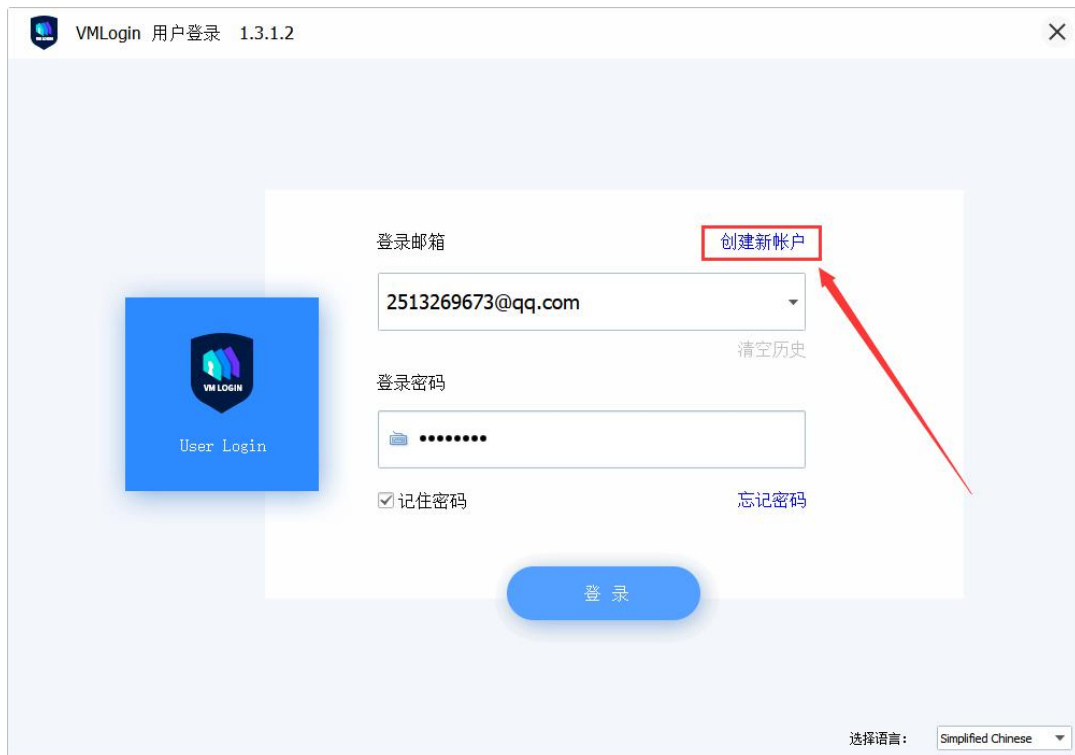 VMLogin 用户登录 1.3.1.2
登录邮箱 创建新帐户
2513269673@qq.com
清空历史
登录密码
VM LOGIN
••••••••
User Login
记住密码 忘记密码
登 录
选择语言： Simplified Chinese